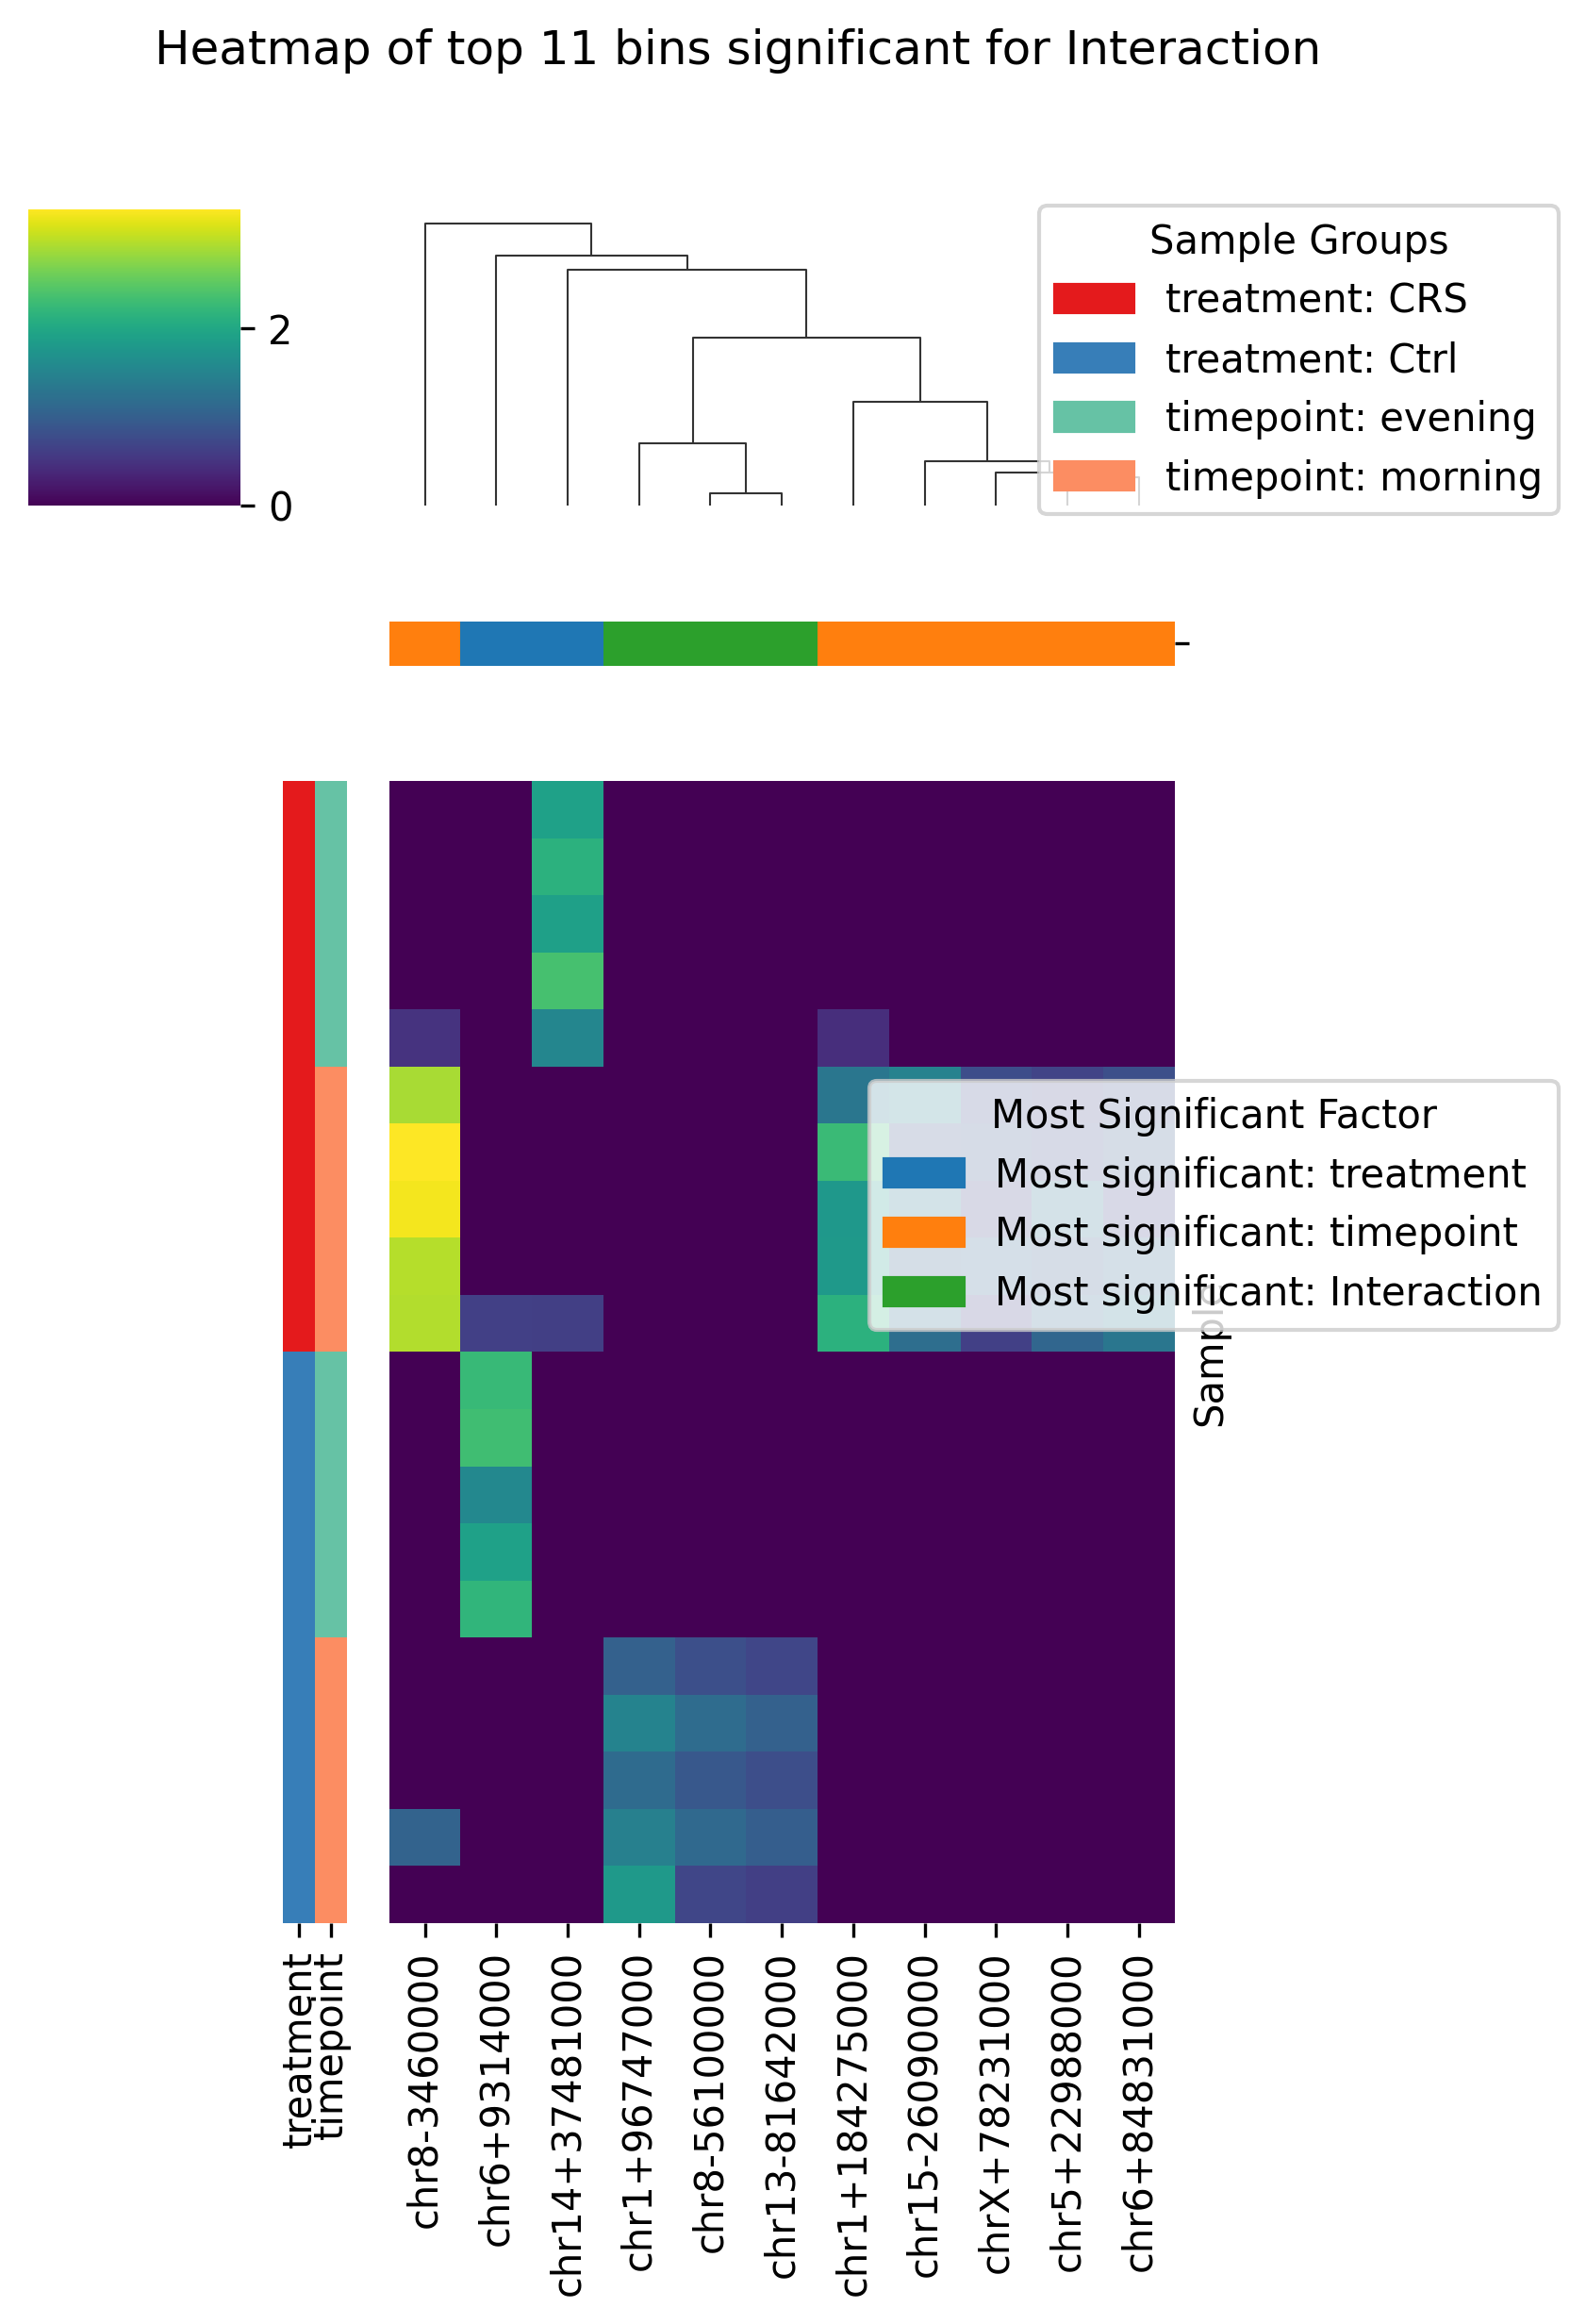 Heatmap of top 11 bins significant for Interaction
2
0
Sample Groups
treatment: CRS
treatment: Ctrl
timepoint: evening
timepoint: morning
Most Significant Factor
Most significant: treatment
Most significant: timepoint
Most significant: Interaction
Sample
treatment
timepoint
chr8-3460000
chr6+9314000
chr14+37481000
chr1+96747000
chr8-56100000
chr13-81642000
chr1+184275000
chr15-26090000
chrX+78231000
chr5+22988000
chr6+84831000